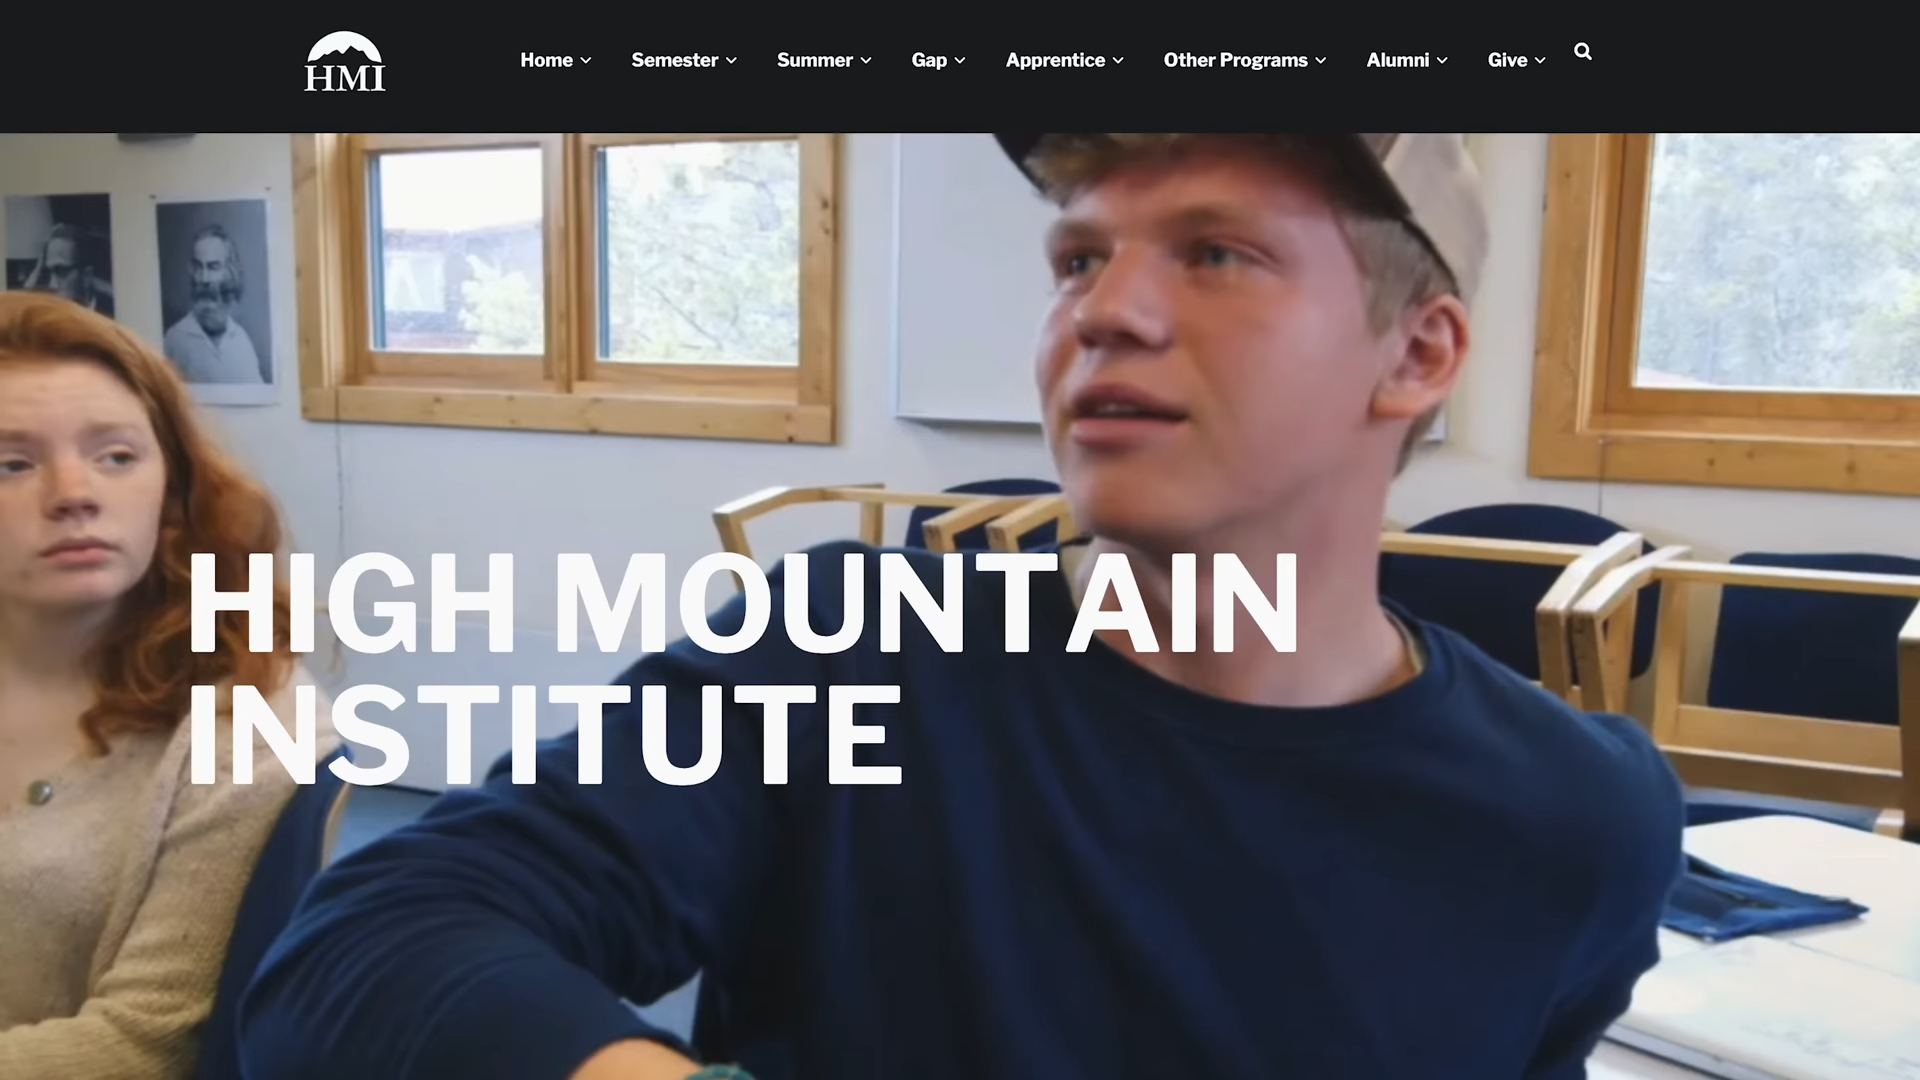 HMI
Home Semester Summer Gap Apprentice Other Programs Alumni Give
HIGH MOUNTAIN
INSTITUTE